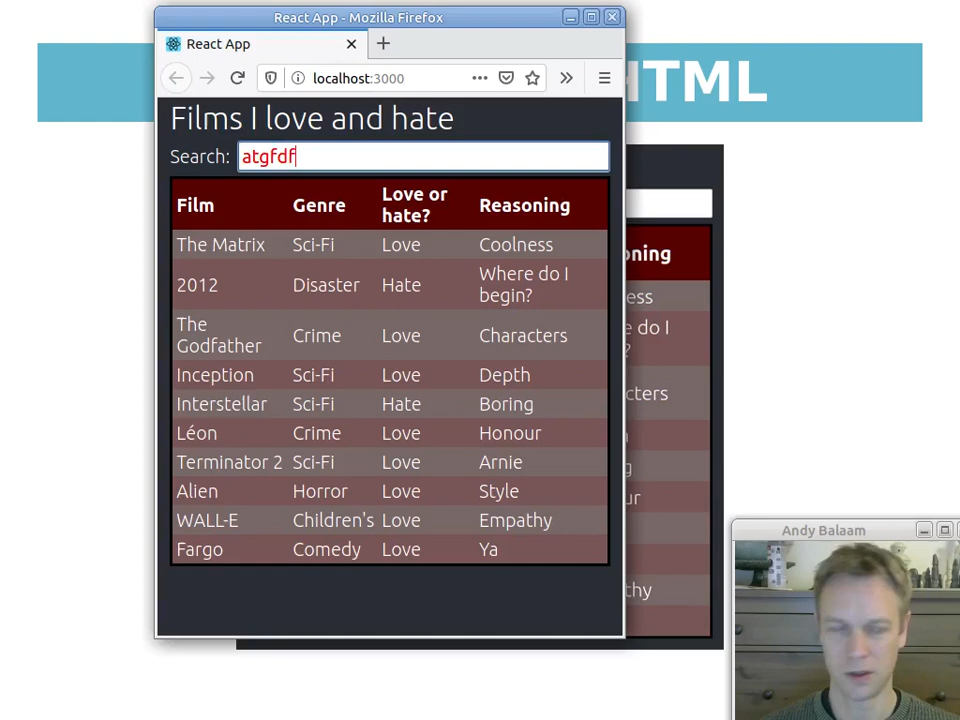 React App - Mozilla Firefox
React App
localhost:3000
HTML
Films I love and hate
Search: atgfdf
Film Genre Love or hate? Reasoning
The Matrix Sci-Fi Love Coolness
2012 Disaster Hate Where do I begin?
The Godfather Crime Love Characters
Inception Sci-Fi Love Depth
Interstellar Sci-Fi Hate Boring
Léon Crime Love Honour
Terminator 2 Sci-Fi Love Arnie
Alien Horror Love Style
WALL-E Children's Love Empathy
Fargo Comedy Love Ya
oning
ess
e do I
?
cters
g
ur
thy
Andy Balaam